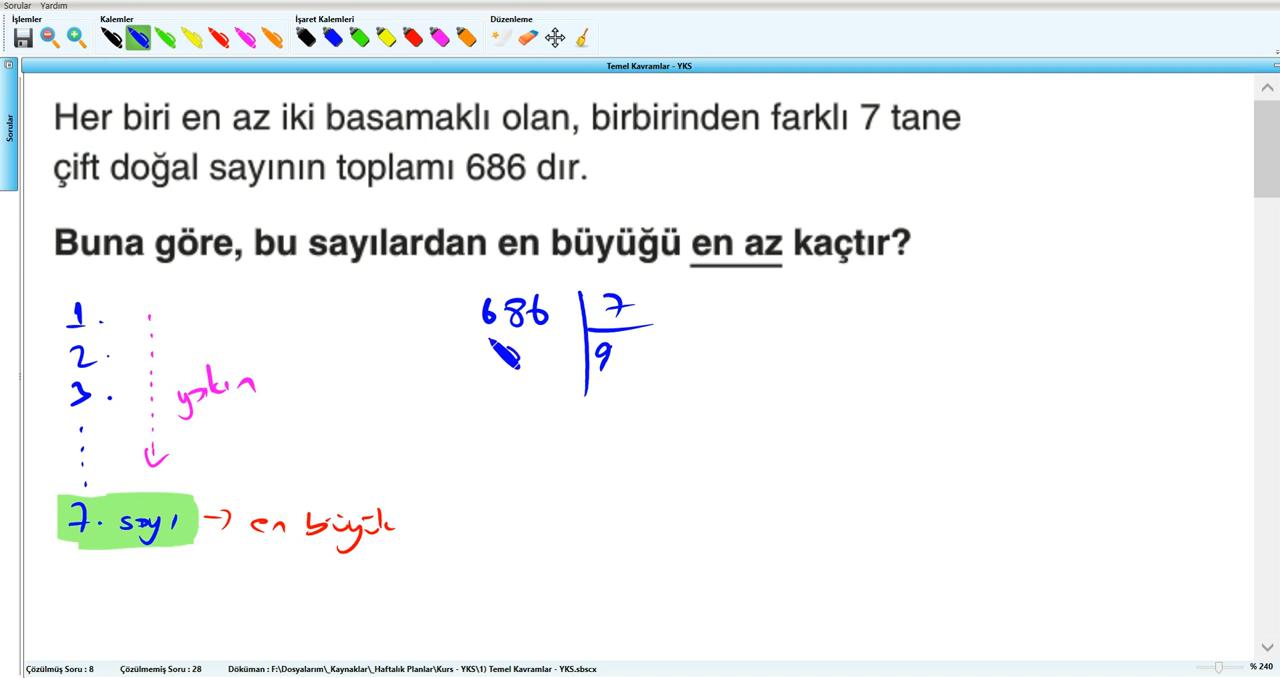 Sorular Yardım
İşlemler Kalemler İşaret Kalemleri Düzenleme
Temel Kavramlar - YKS
Sorular
Her biri en az iki basamaklı olan, birbirinden farklı 7 tane
çift doğal sayının toplamı 686 dır.
Buna göre, bu sayılardan en büyüğü en az kaçtır?
1.
2.
3.
yakın
7. sayı → en büyük
686 7
9
Çözülmüş Soru : 8 Çözülmemiş Soru : 28 Döküman : F:\Dosyalarım\_Kaynaklar\_Haftalık Planlar\Kurs - YKS\1) Temel Kavramlar - YKS.sbscx % 240